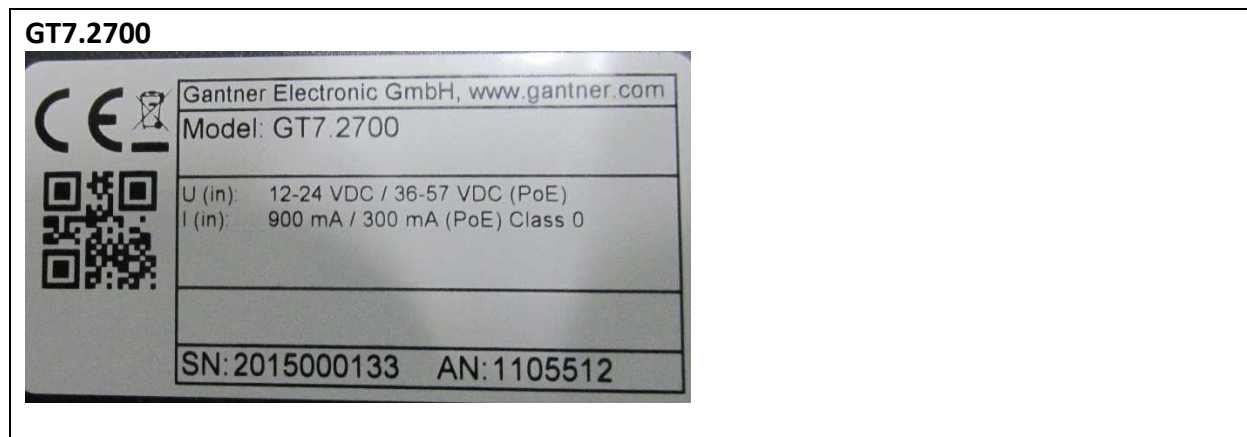 GT7.2700
CE
Gantner Electronic GmbH, www.gantner.com
Model: GT7.2700
U (in): 12-24 VDC / 36-57 VDC (PoE)
I (in): 900 mA / 300 mA (PoE) Class 0
SN: 2015000133 AN: 1105512